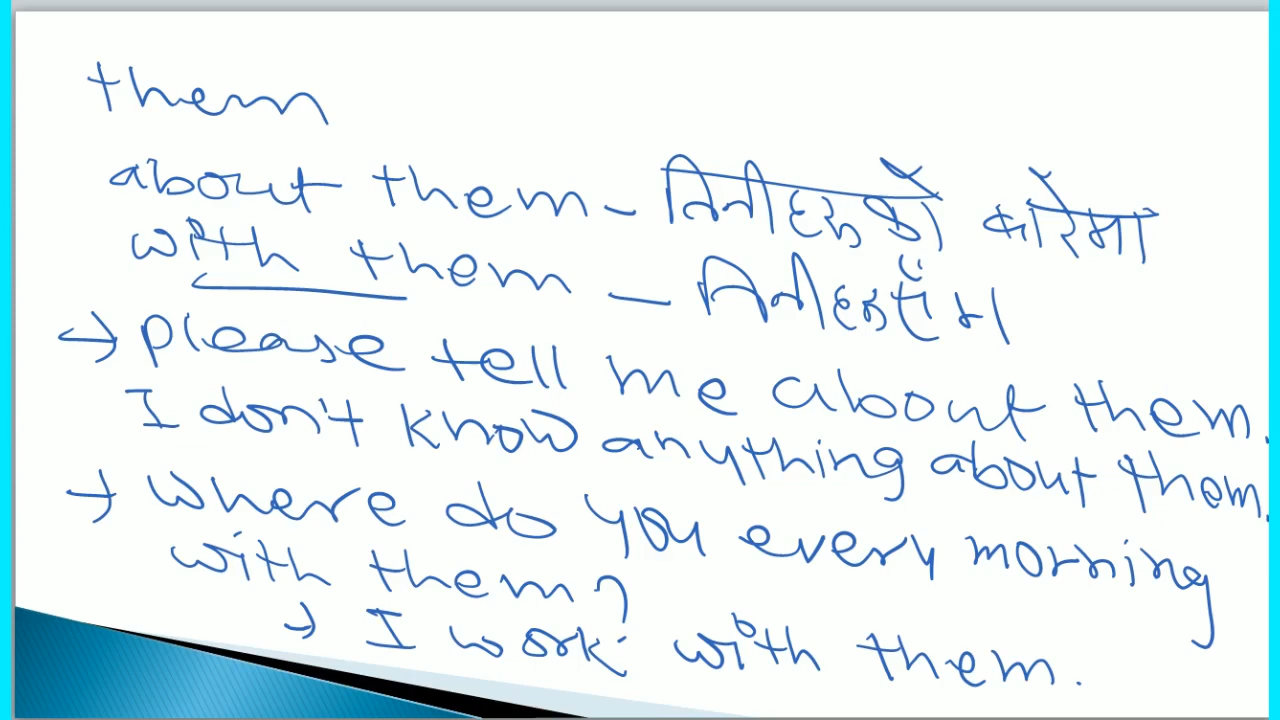 them
about them - तिनीहरूको बारेमा
with them - तिनीहरूसँग
→ please tell me about them.
I don't know anything about them.
→ where do you every morning
with them?
→ I work with them.